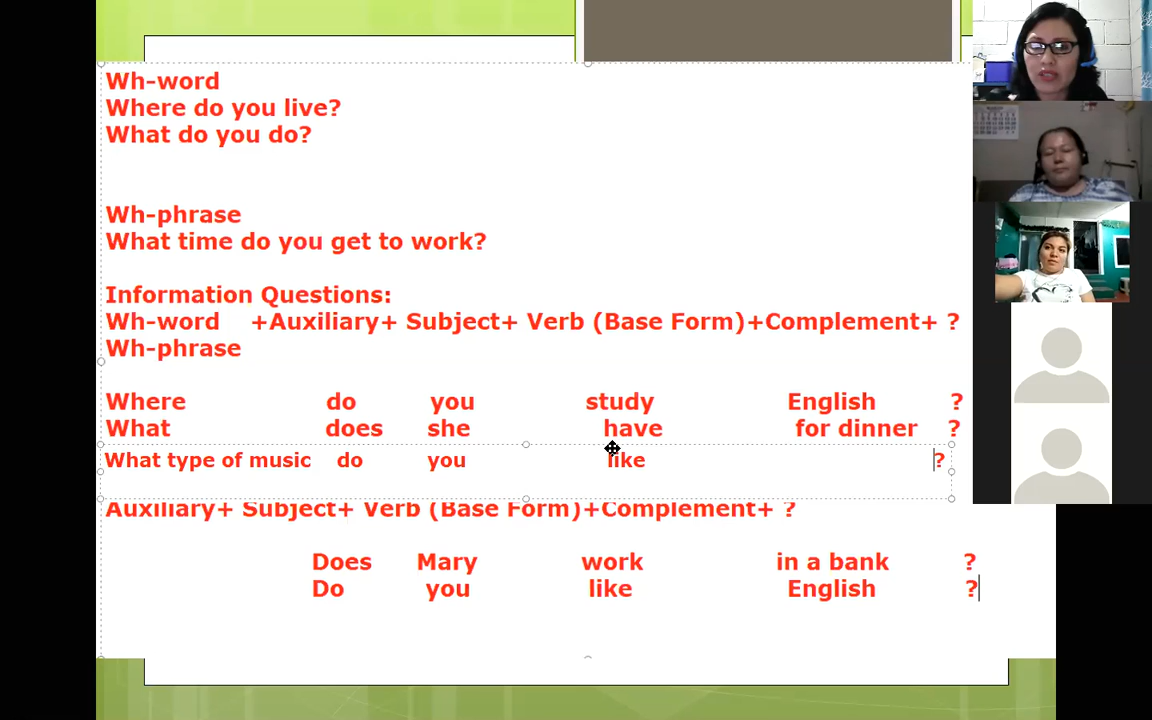 Wh-word
Where do you live?
What do you do?
Wh-phrase
What time do you get to work?
Information Questions:
Wh-word +Auxiliary+ Subject+ Verb (Base Form)+Complement+ ?
Wh-phrase
Where do you study English ?
What does she have for dinner ?
What type of music do you like ?
Auxiliary+ Subject+ Verb (Base Form)+Complement+ ?
Does Mary work in a bank ?
Do you like English ?